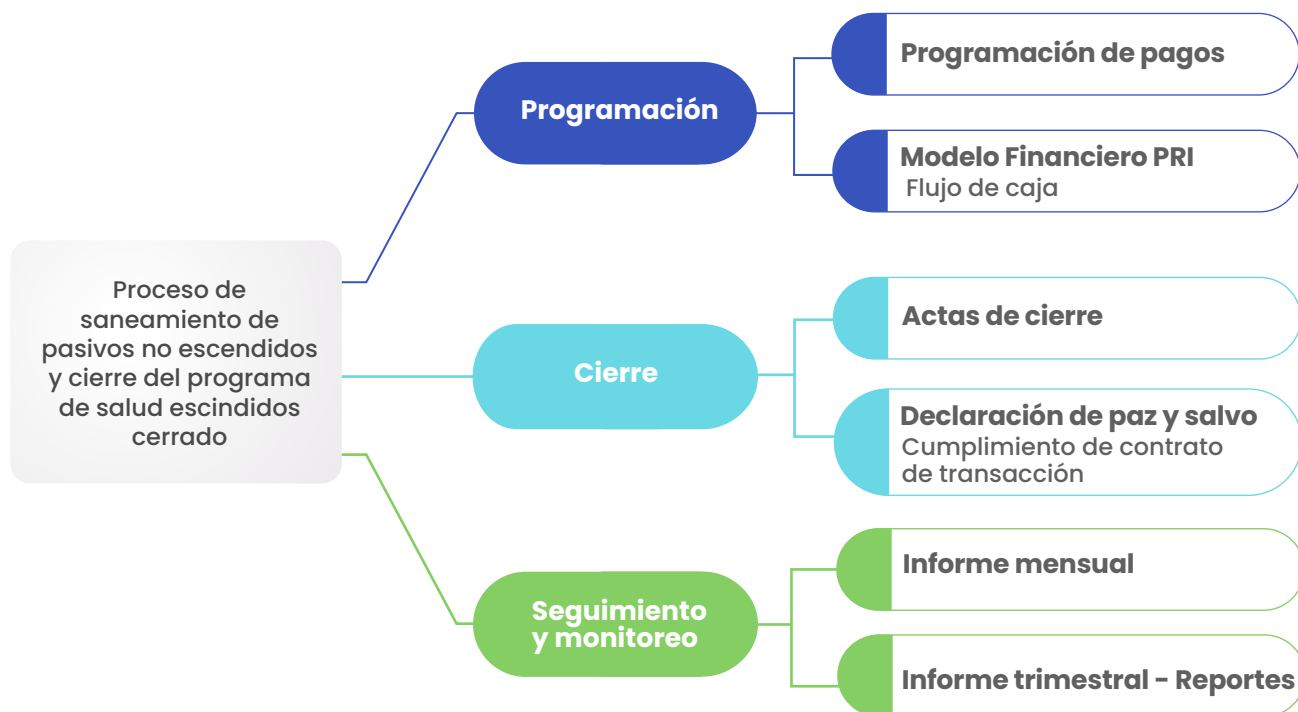 Proceso de
saneamiento de
pasivos no escendidos
y cierre del programa
de salud escindidos
cerrado
Programación
Programación de pagos
Modelo Financiero PRI
Flujo de caja
Cierre
Actas de cierre
Declaración de paz y salvo
Cumplimiento de contrato
de transacción
Seguimiento
y monitoreo
Informe mensual
Informe trimestral - Reportes